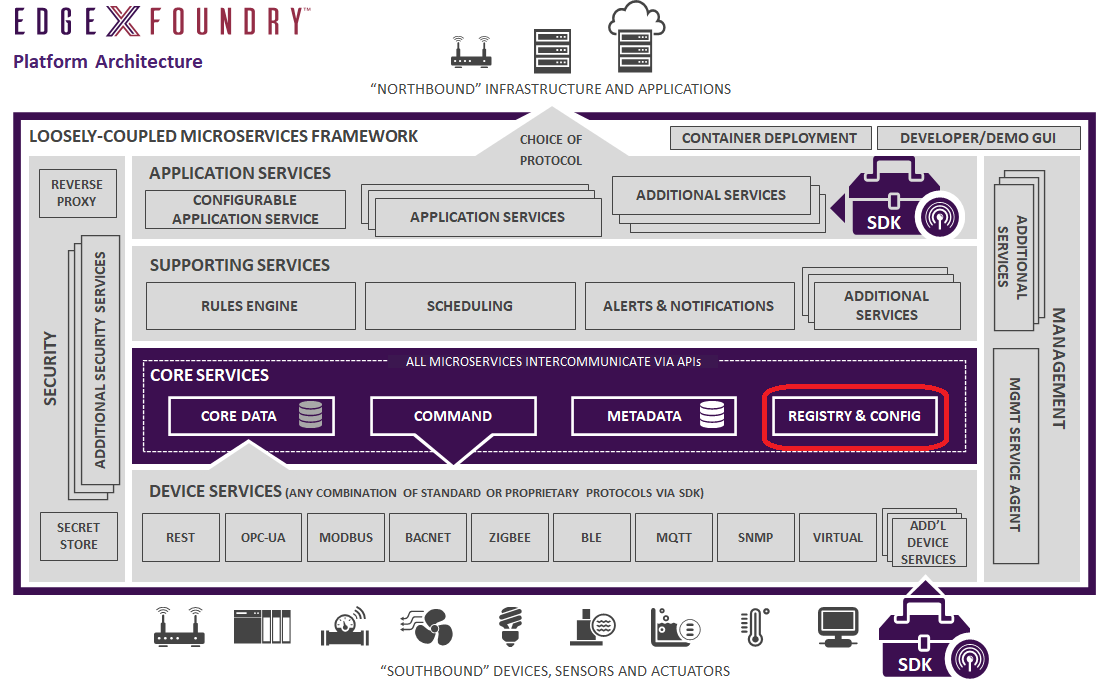 EDGE X FOUNDRY™
Platform Architecture
“NORTHBOUND” INFRASTRUCTURE AND APPLICATIONS
LOOSELY-COUPLED MICROSERVICES FRAMEWORK
CHOICE OF
PROTOCOL
CONTAINER DEPLOYMENT
DEVELOPER/DEMO GUI
REVERSE
PROXY
SECURITY
ADDITIONAL SECURITY SERVICES
SECRET
STORE
APPLICATION SERVICES
CONFIGURABLE
APPLICATION SERVICE
APPLICATION SERVICES
ADDITIONAL SERVICES
SDK
SUPPORTING SERVICES
RULES ENGINE
SCHEDULING
ALERTS & NOTIFICATIONS
ADDITIONAL
SERVICES
ALL MICROSERVICES INTERCOMMUNICATE VIA APIs
CORE SERVICES
CORE DATA
COMMAND
METADATA
REGISTRY & CONFIG
DEVICE SERVICES (ANY COMBINATION OF STANDARD OR PROPRIETARY PROTOCOLS VIA SDK)
REST
OPC-UA
MODBUS
BACNET
ZIGBEE
BLE
MQTT
SNMP
VIRTUAL
ADD’L
DEVICE
SERVICES
ADDITIONAL
SERVICES
MANAGEMENT
MGMT SERVICE AGENT
“SOUTHBOUND” DEVICES, SENSORS AND ACTUATORS
SDK